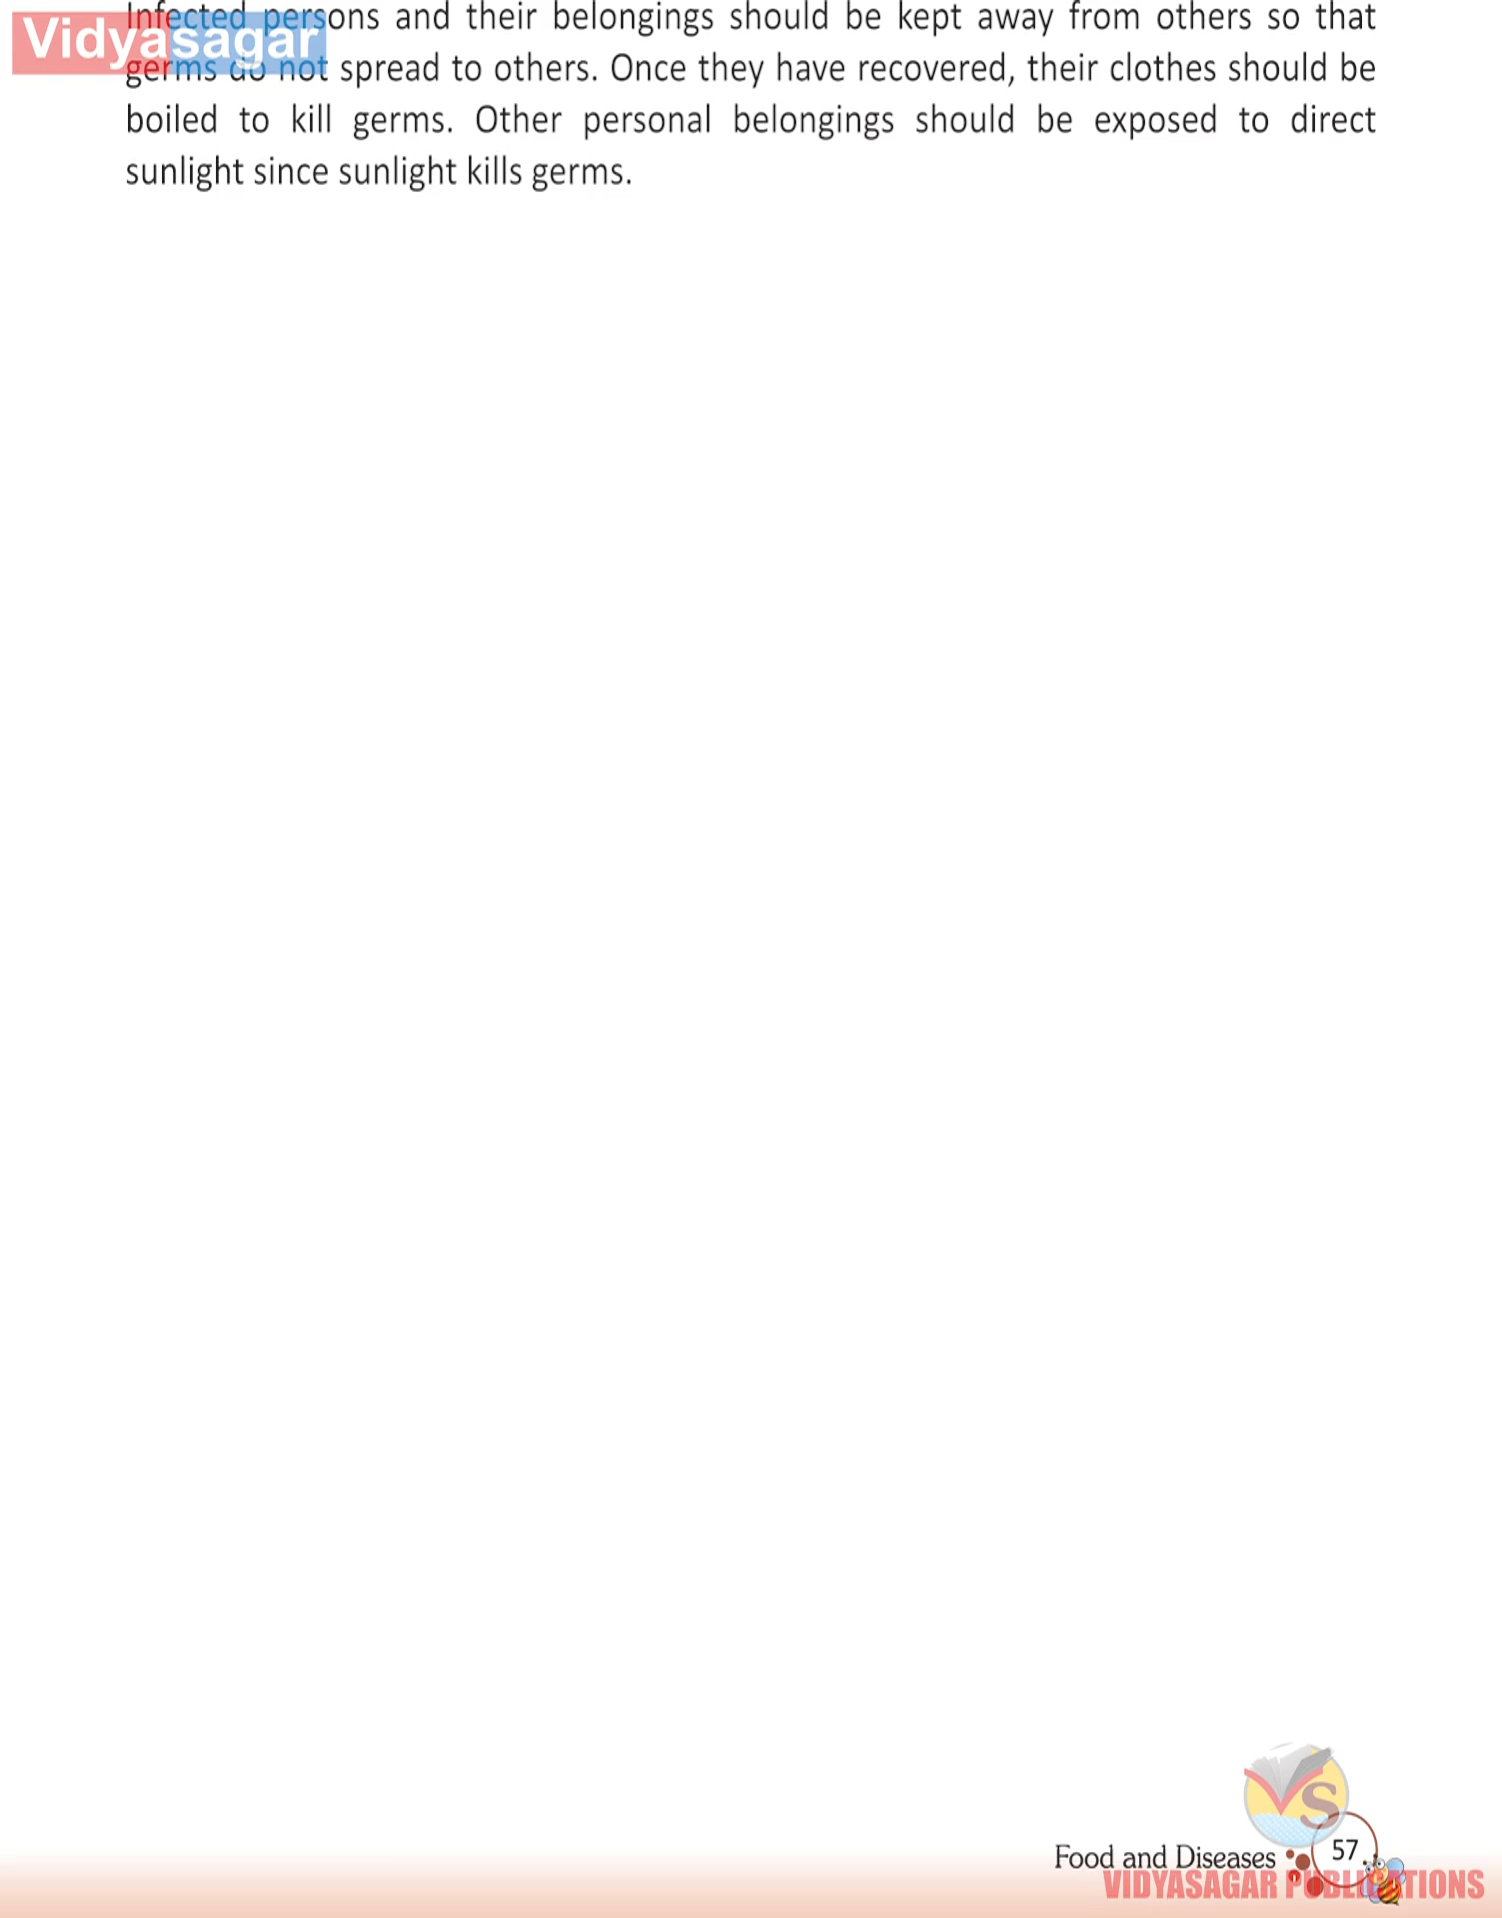 Infected persons and their belongings should be kept away from others so that
germs do not spread to others. Once they have recovered, their clothes should be
boiled to kill germs. Other personal belongings should be exposed to direct
sunlight since sunlight kills germs.
Vidyasagar
VS
Food and Diseases 57
VIDYASAGAR PUBLICATIONS